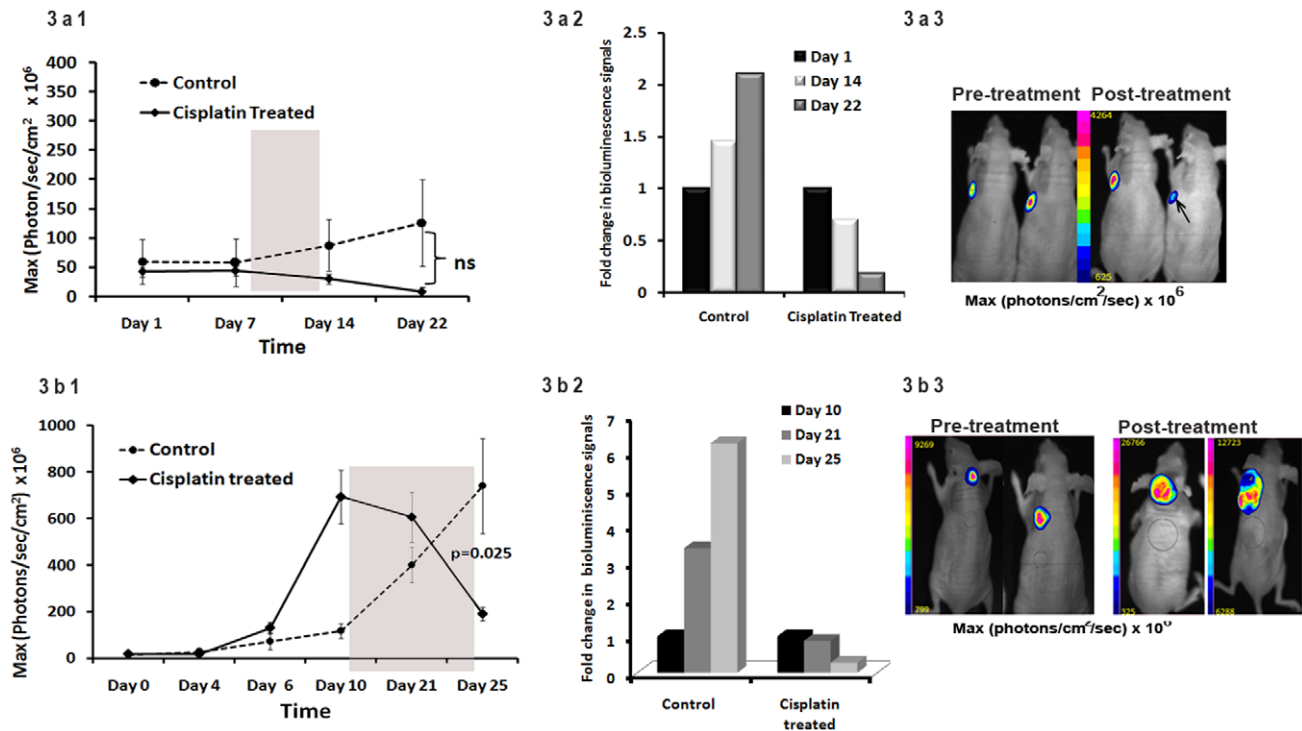 3 a 1
Max (Photon/sec/cm² x 10⁶
400
350
300
250
200
150
100
50
0
Control
Cisplatin Treated
ns
Day 1 Day 7 Day 14 Day 22
Time
3 a 2
Fold change in bioluminescence signals
2.5
2
1.5
1
0.5
0
Day 1
Day 14
Day 22
Control Cisplatin Treated
3 a 3
Pre-treatment Post-treatment
4264
625
Max (photons/cm²/sec) x 10⁶
3 b 1
Max (Photons/sec/cm²) x10⁶
1000
800
600
400
200
0
Control
Cisplatin treated
p=0.025
Day 0 Day 4 Day 6 Day 10 Day 21 Day 25
Time
3 b 2
Fold change in bioluminiscence signals
7
6
5
4
3
2
1
0
Day 10
Day 21
Day 25
Control Cisplatin
treated
3 b 3
Pre-treatment Post-treatment
9269 26766 12723
799 325 6288
Max (photons/cm²/sec) x 10⁶